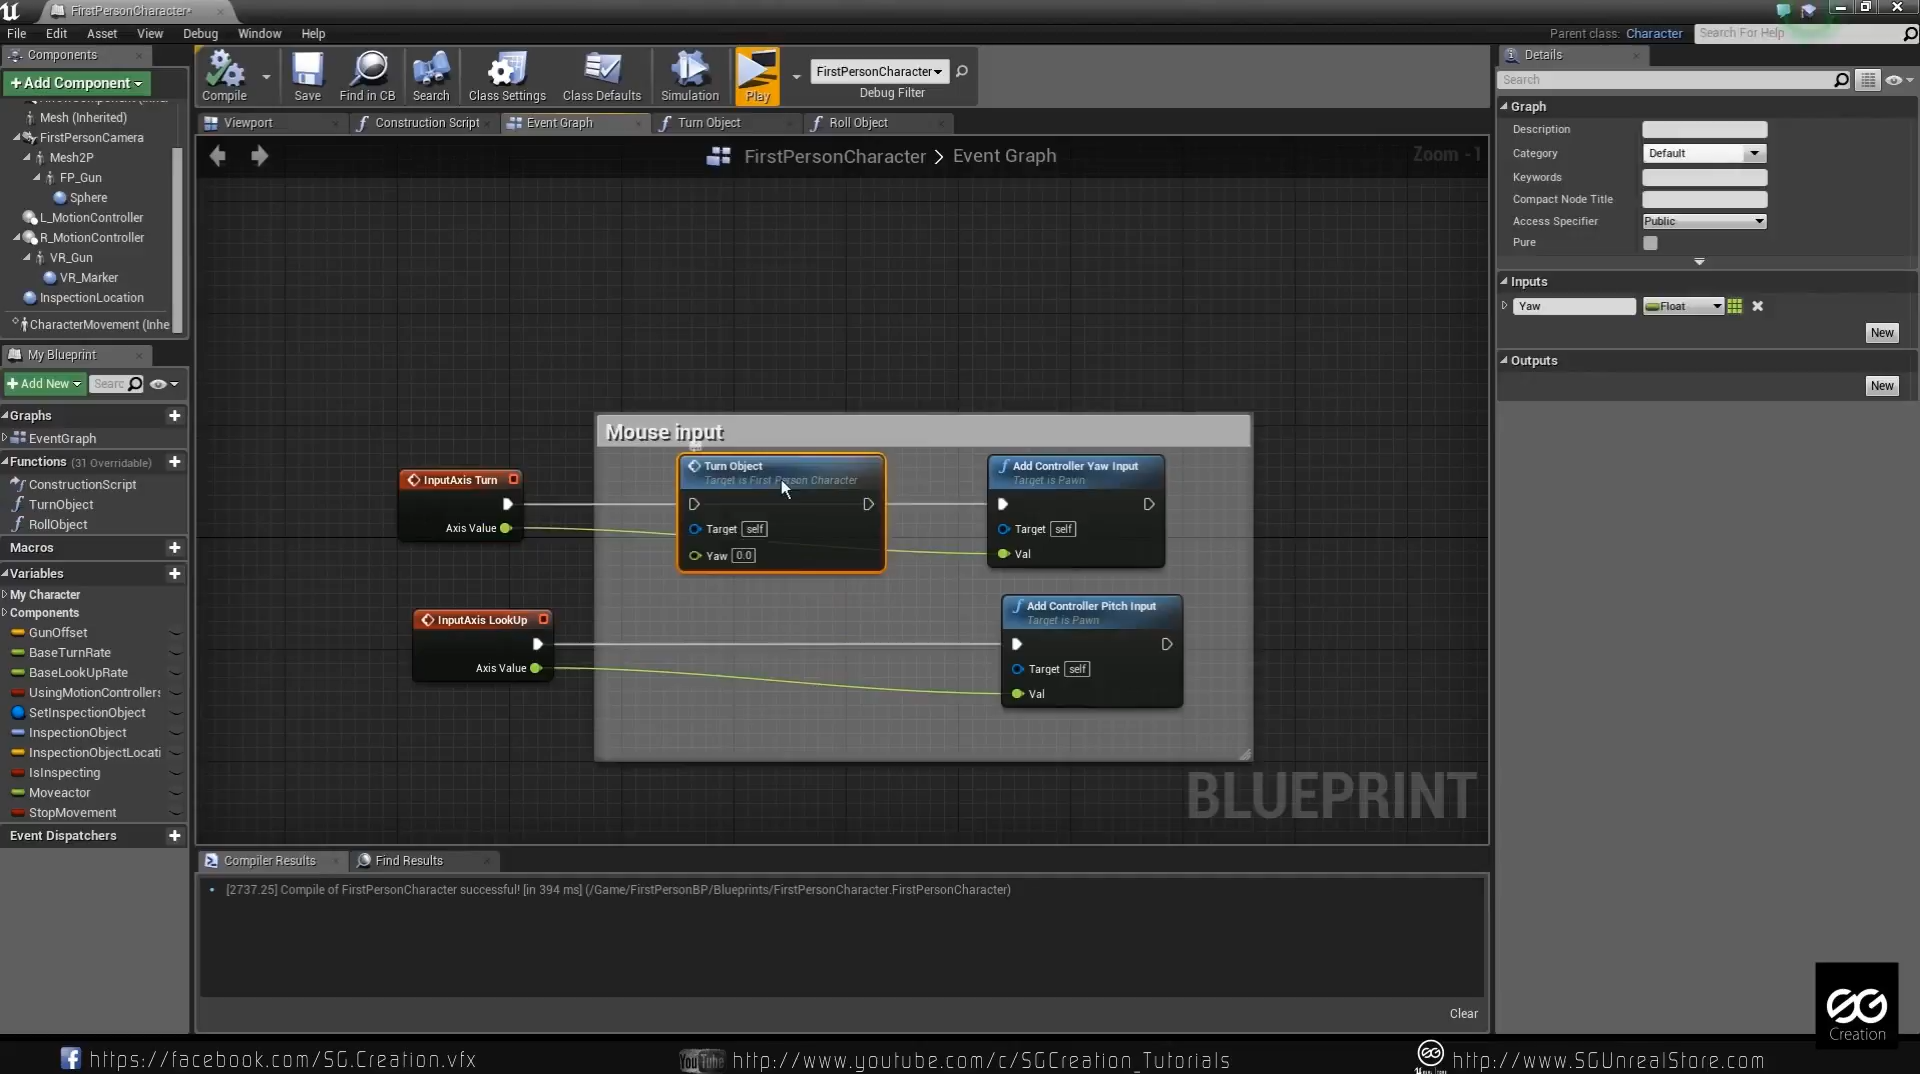 FirstPersonCharacter*
File Edit Asset View Debug Window Help
Parent class: Character
Search For Help
Components
+Add Component
Mesh (Inherited)
FirstPersonCamera
Mesh2P
FP_Gun
Sphere
L_MotionController
R_MotionController
VR_Gun
VR_Marker
InspectionLocation
CharacterMovement (Inhe
Compile
Save
Find in CB
Search
Class Settings
Class Defaults
Simulation
Play
FirstPersonCharacter
Debug Filter
Viewport
Construction Script
Event Graph
Turn Object
Roll Object
FirstPersonCharacter > Event Graph
Zoom -1
My Blueprint
+Add New
Searc
Graphs
EventGraph
Functions (31 Overridable)
ConstructionScript
TurnObject
RollObject
Macros
Variables
My Character
Components
GunOffset
BaseTurnRate
BaseLookUpRate
UsingMotionControllers
SetInspectionObject
InspectionObject
InspectionObjectLocati
IsInspecting
Moveactor
StopMovement
Event Dispatchers
Mouse input
InputAxis Turn
Axis Value
Turn Object
Target is First Person Character
Target self
Yaw 0.0
Add Controller Yaw Input
Target is Pawn
Target self
Val
InputAxis LookUp
Axis Value
Add Controller Pitch Input
Target is Pawn
Target self
Val
BLUEPRINT
Compiler Results
Find Results
[2737.25] Compile of FirstPersonCharacter successful! [in 394 ms] (/Game/FirstPersonBP/Blueprints/FirstPersonCharacter.FirstPersonCharacter)
Clear
Details
Search
Graph
Description
Category Default
Keywords
Compact Node Title
Access Specifier Public
Pure
Inputs
Yaw Float
New
Outputs
New
SG
Creation
https://facebook.com/SG.Creation.vfx
YouTube
http://www.youtube.com/c/SGCreation_Tutorials
http://www.SGUnrealStore.com